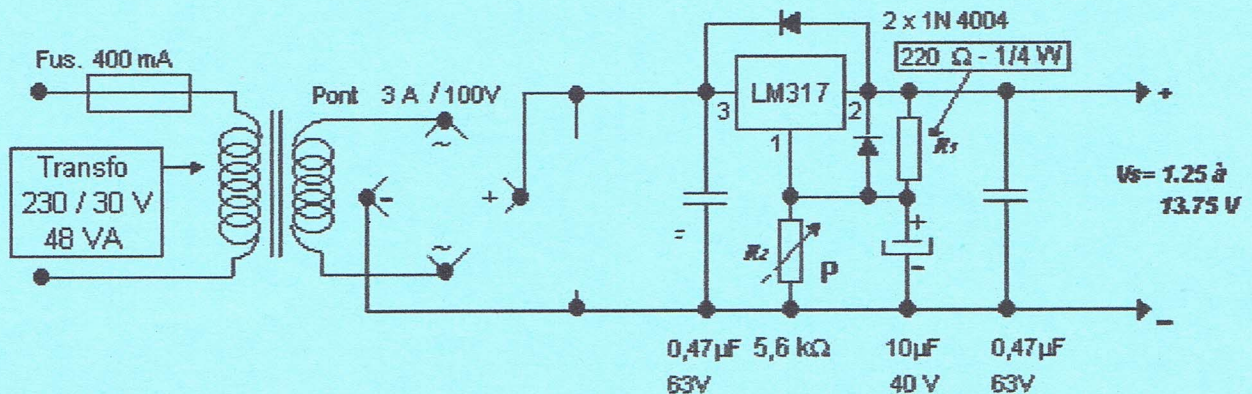 Fus. 400 mA
Transfo
230 / 30 V
48 VA
Pont 3 A / 100V
~
-
+
~
2 x 1N 4004
220 Ω - 1/4 W
LM317
3
2
1
R1
R2
P
=
+
-
+
Vs= 1.25 à
13.75 V
-
0,47µF 5,6 kΩ 10µF 0,47µF
63V 40 V 63V